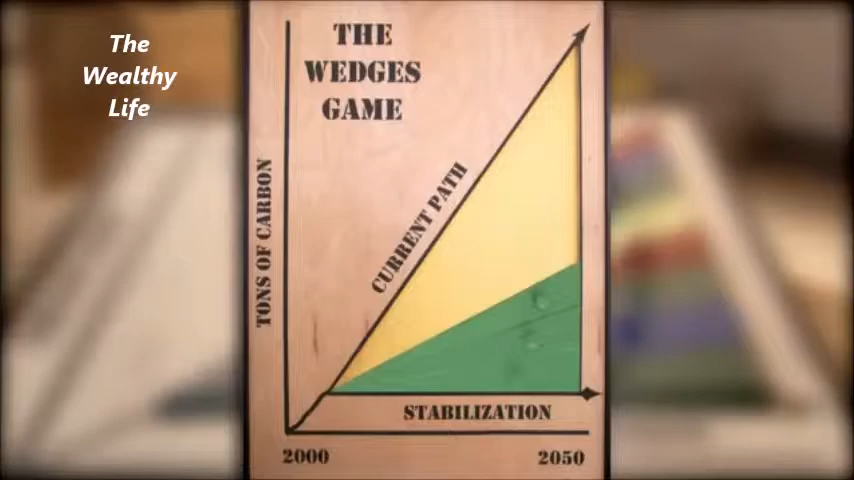 The
Wealthy
Life
THE
WEDGES
GAME
TONS OF CARBON
CURRENT PATH
STABILIZATION
2000
2050